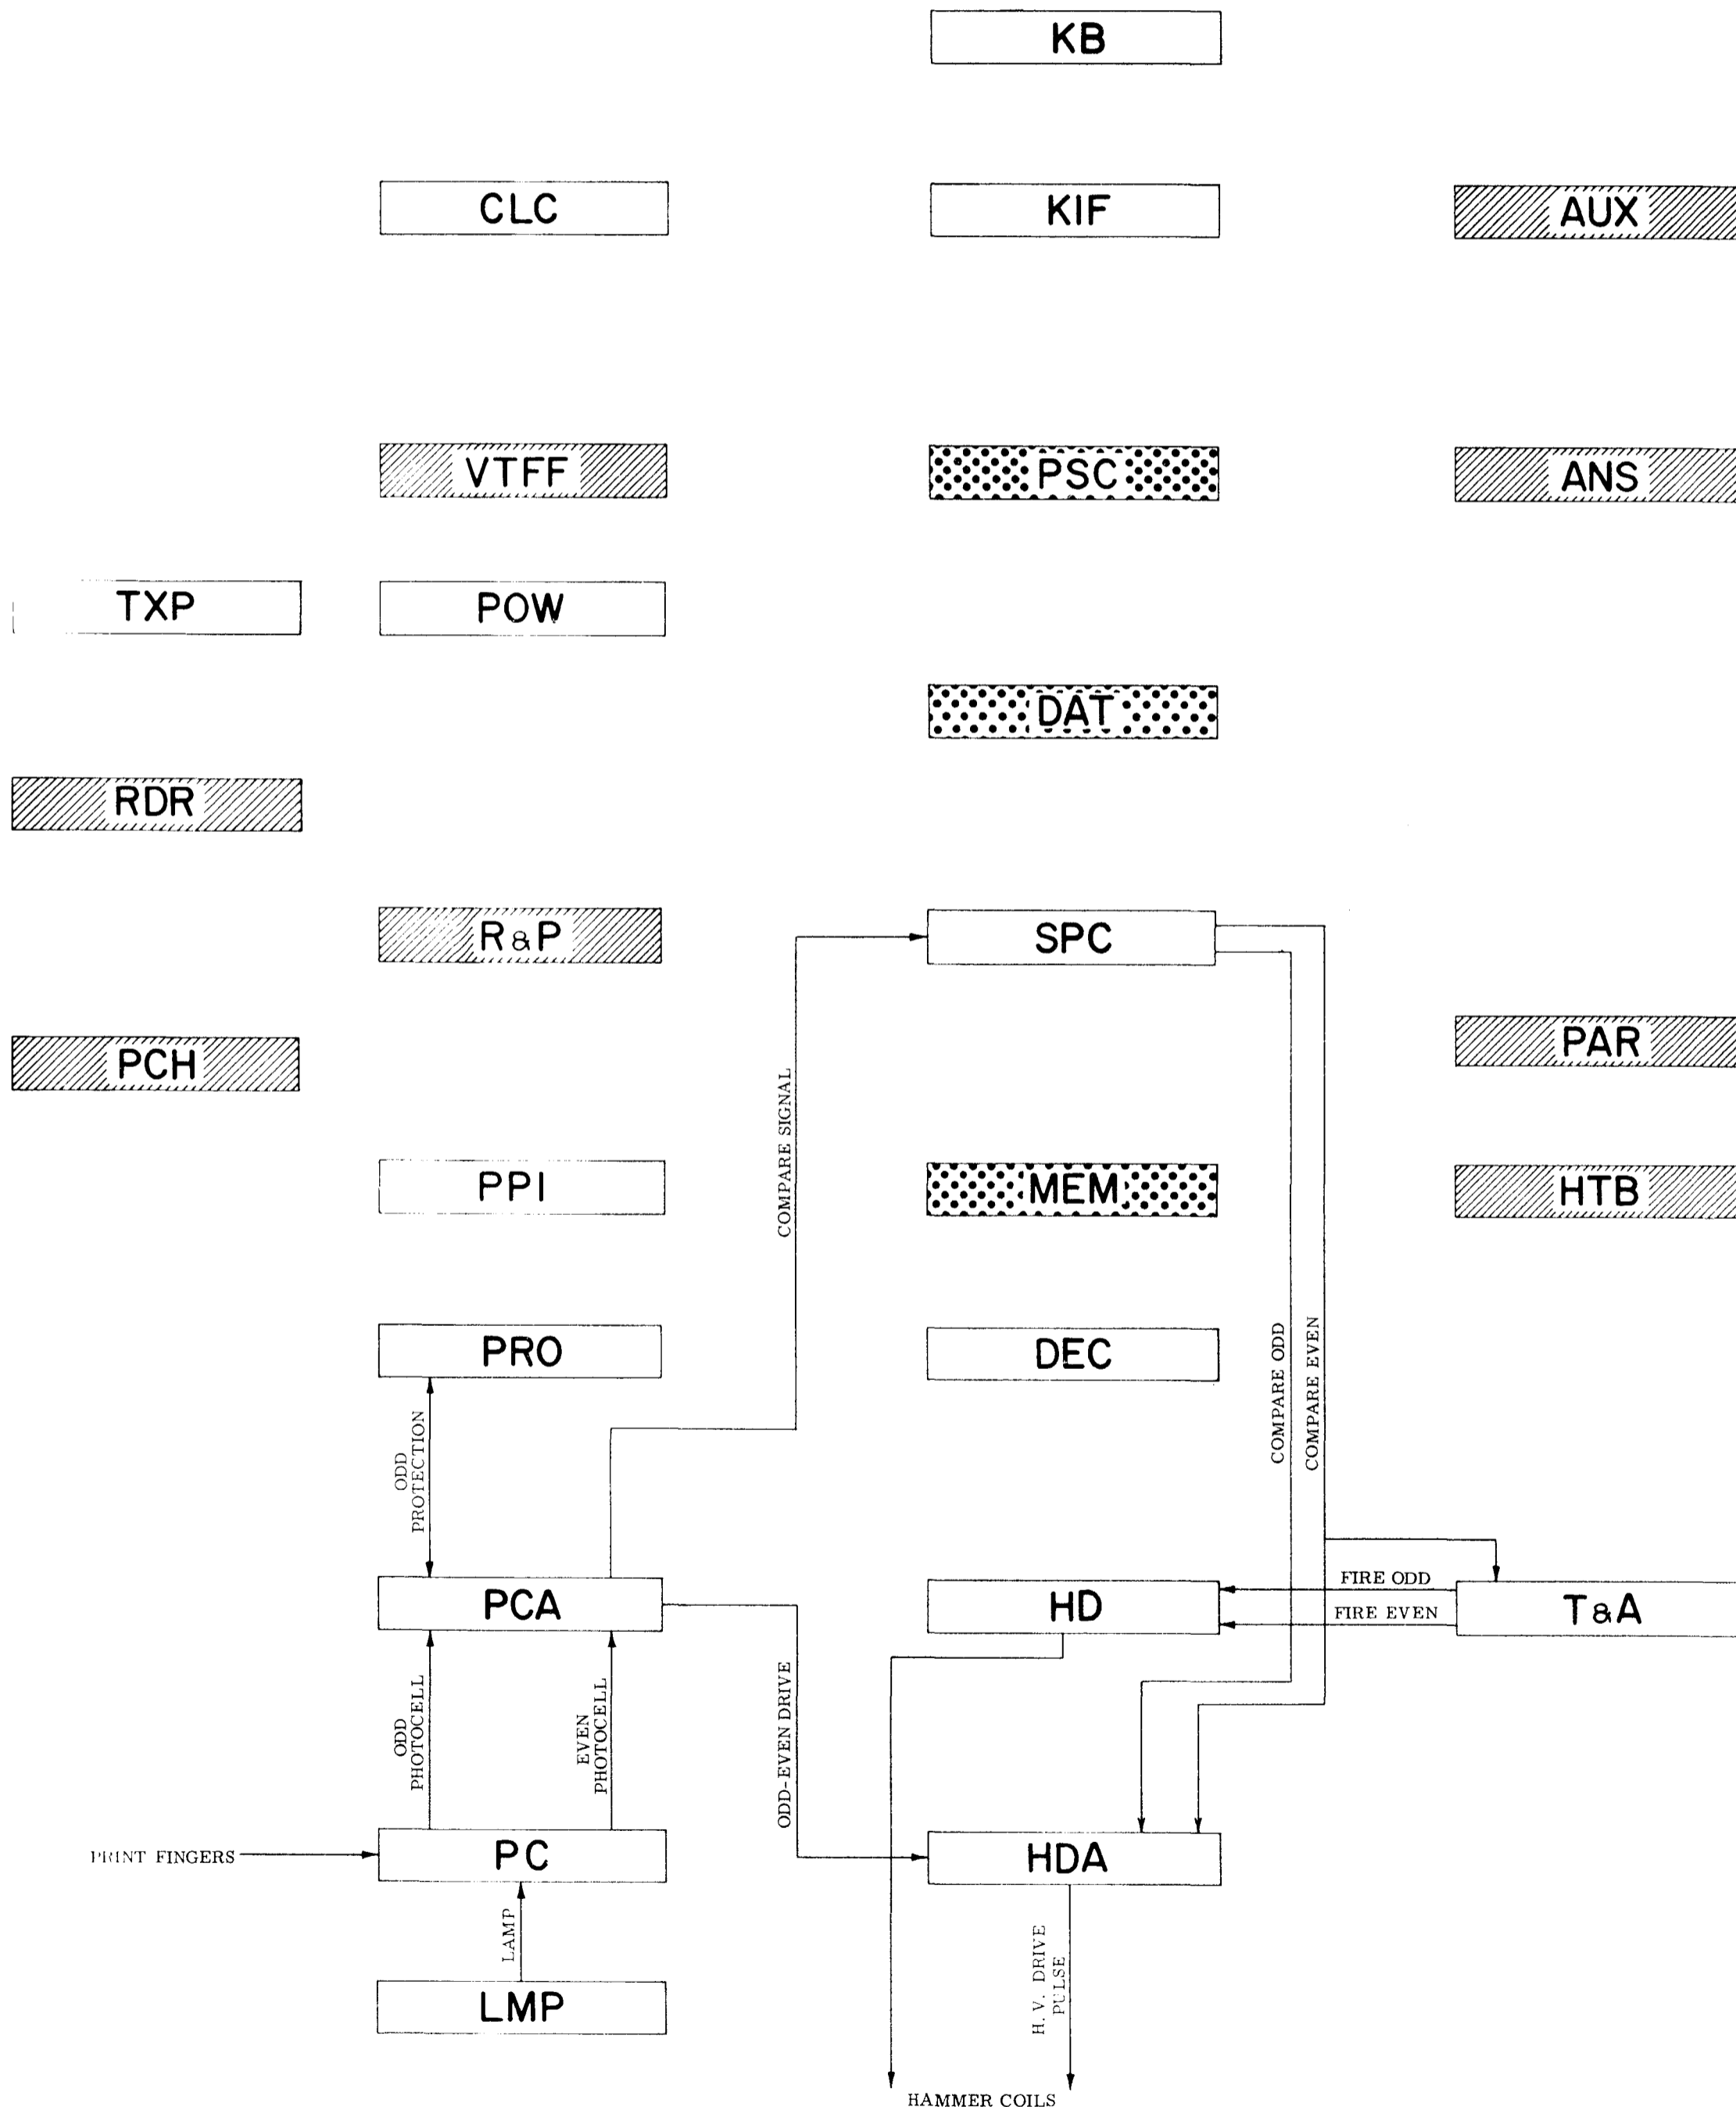 KB
CLC
KIF
AUX
VTFF
PSC
ANS
TXP
POW
DAT
RDR
R&P
SPC
PCH
PAR
COMPARE SIGNAL
PPI
MEM
HTB
PRO
DEC
COMPARE ODD
COMPARE EVEN
ODD
PROTECTION
PCA
HD
FIRE ODD
FIRE EVEN
T&A
ODD
PHOTOCELL
EVEN
PHOTOCELL
ODD-EVEN DRIVE
PRINT FINGERS
PC
HDA
LAMP
H. V. DRIVE
PULSE
LMP
HAMMER COILS